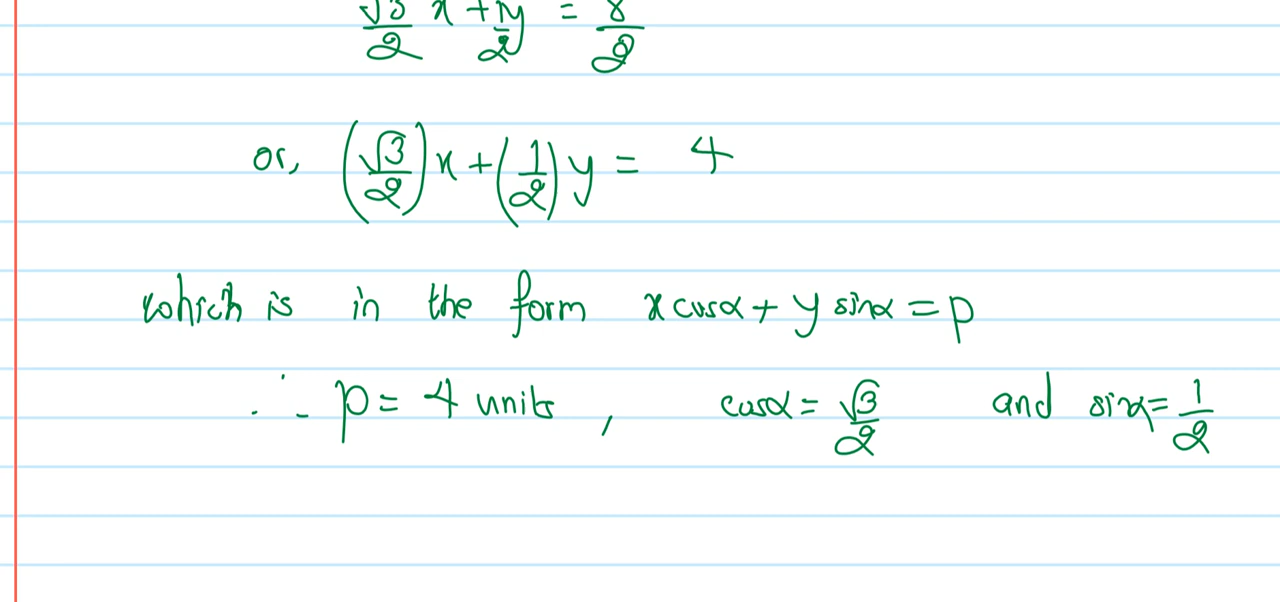 √3/2 x + y/2 = 8/2
or, (√3/2)x + (1/2)y = 4
which is in the form x cosα + y sinα = p
∴ p = 4 units, cosα = √3/2 and sinα = 1/2